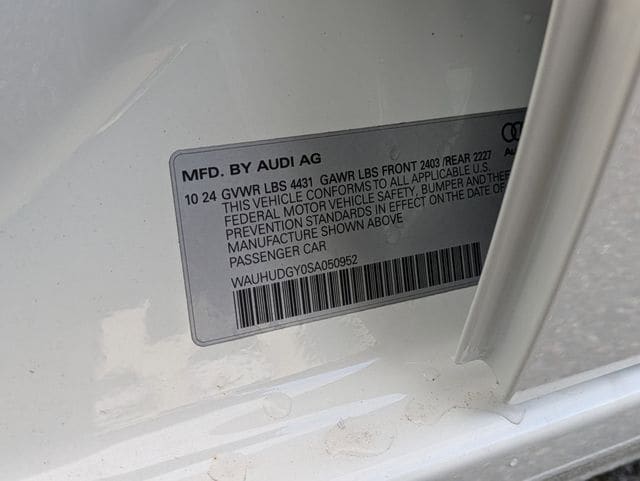 MFD. BY AUDI AG
10 24 GVWR LBS 4431 GAWR LBS FRONT 2403 /REAR 2227
THIS VEHICLE CONFORMS TO ALL APPLICABLE U.S.
FEDERAL MOTOR VEHICLE SAFETY, BUMPER AND
PREVENTION STANDARDS IN EFFECT ON THE DATE OF
MANUFACTURE SHOWN ABOVE
PASSENGER CAR
WAUHUDGY0SA050952